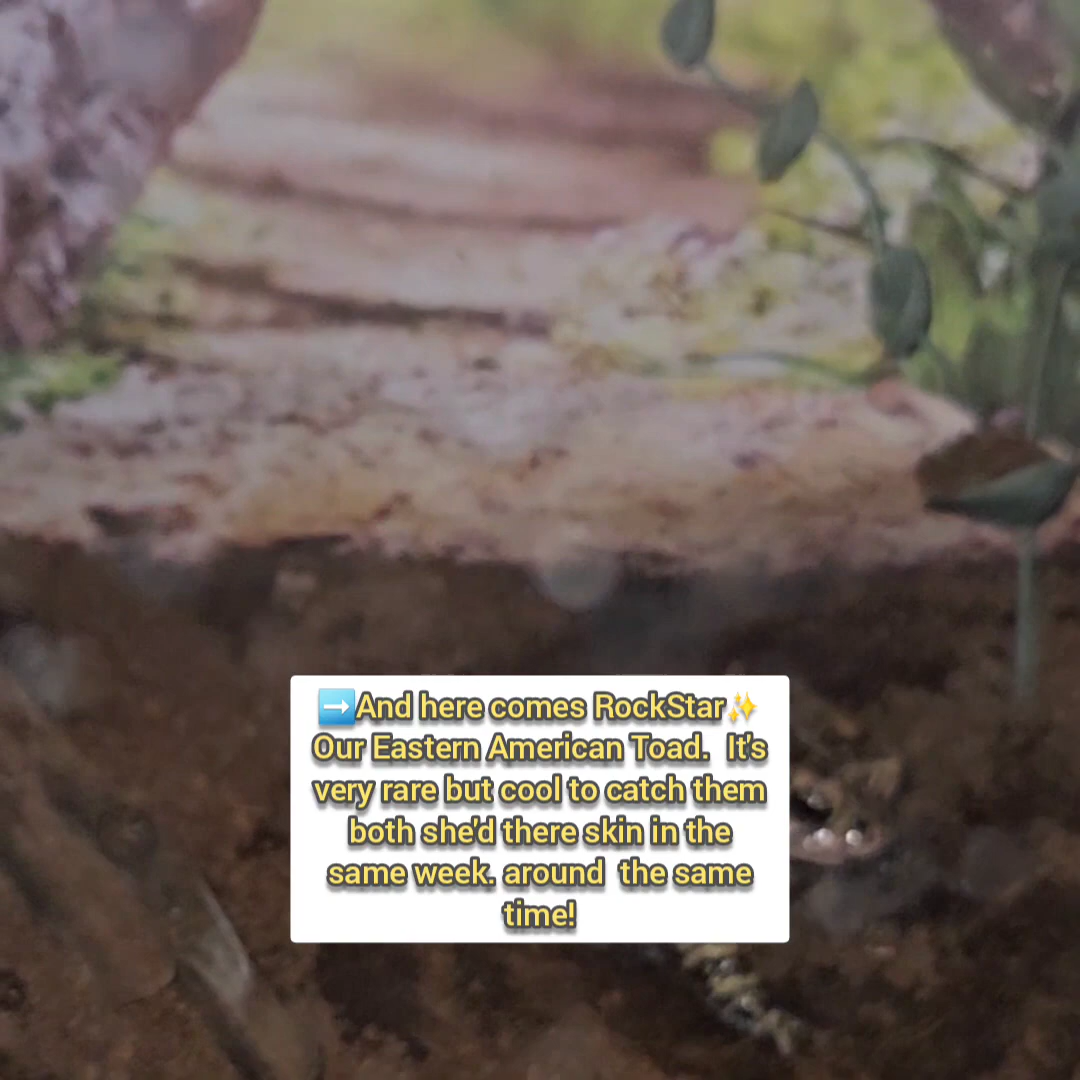 ➡️And here comes RockStar✨
Our Eastern American Toad.  It's
very rare but cool to catch them
both she'd there skin in the
same week. around  the same
time!